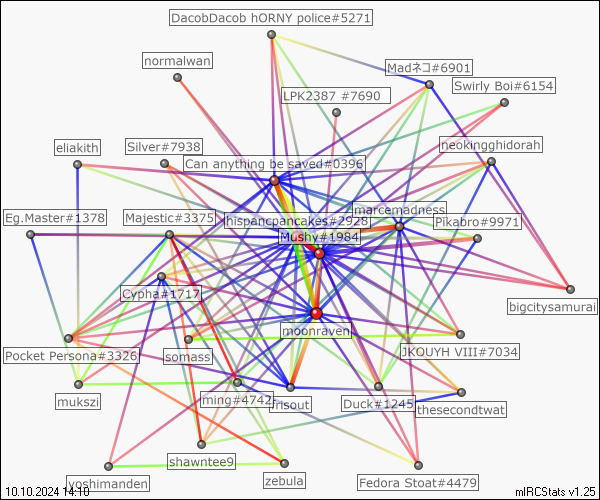 DacobDacob hORNY police#5271
normalwan
Madネコ#6901
Swirly Boi#6154
LPK2387 #7690
neokingghidorah
eliakith
Silver#7938
Can anything be saved#0396
Eg.Master#1378
Majestic#3375
hispancpancakes#2928
marcemadness
Pikabro#9971
Mushy#1984
Cypha#1717
bigcitysamurai
moonraven
Pocket Persona#3326
somass
JKOUYH VIII#7034
mukszi
ming#4742
frisout
Duck#1245
thesecondtwat
shawntee9
yoshimanden
zebula
Fedora Stoat#4479
10.10.2024 14:10
mIRCStats v1.25